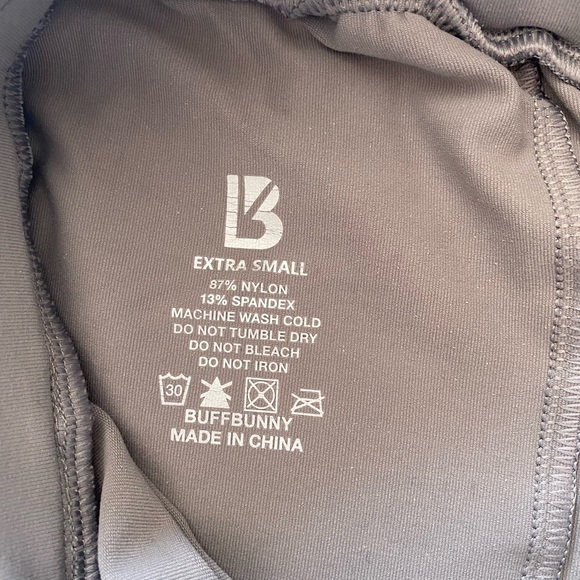 B
EXTRA SMALL
87% NYLON
13% SPANDEX
MACHINE WASH COLD
DO NOT TUMBLE DRY
DO NOT BLEACH
DO NOT IRON
30
BUFFBUNNY
MADE IN CHINA